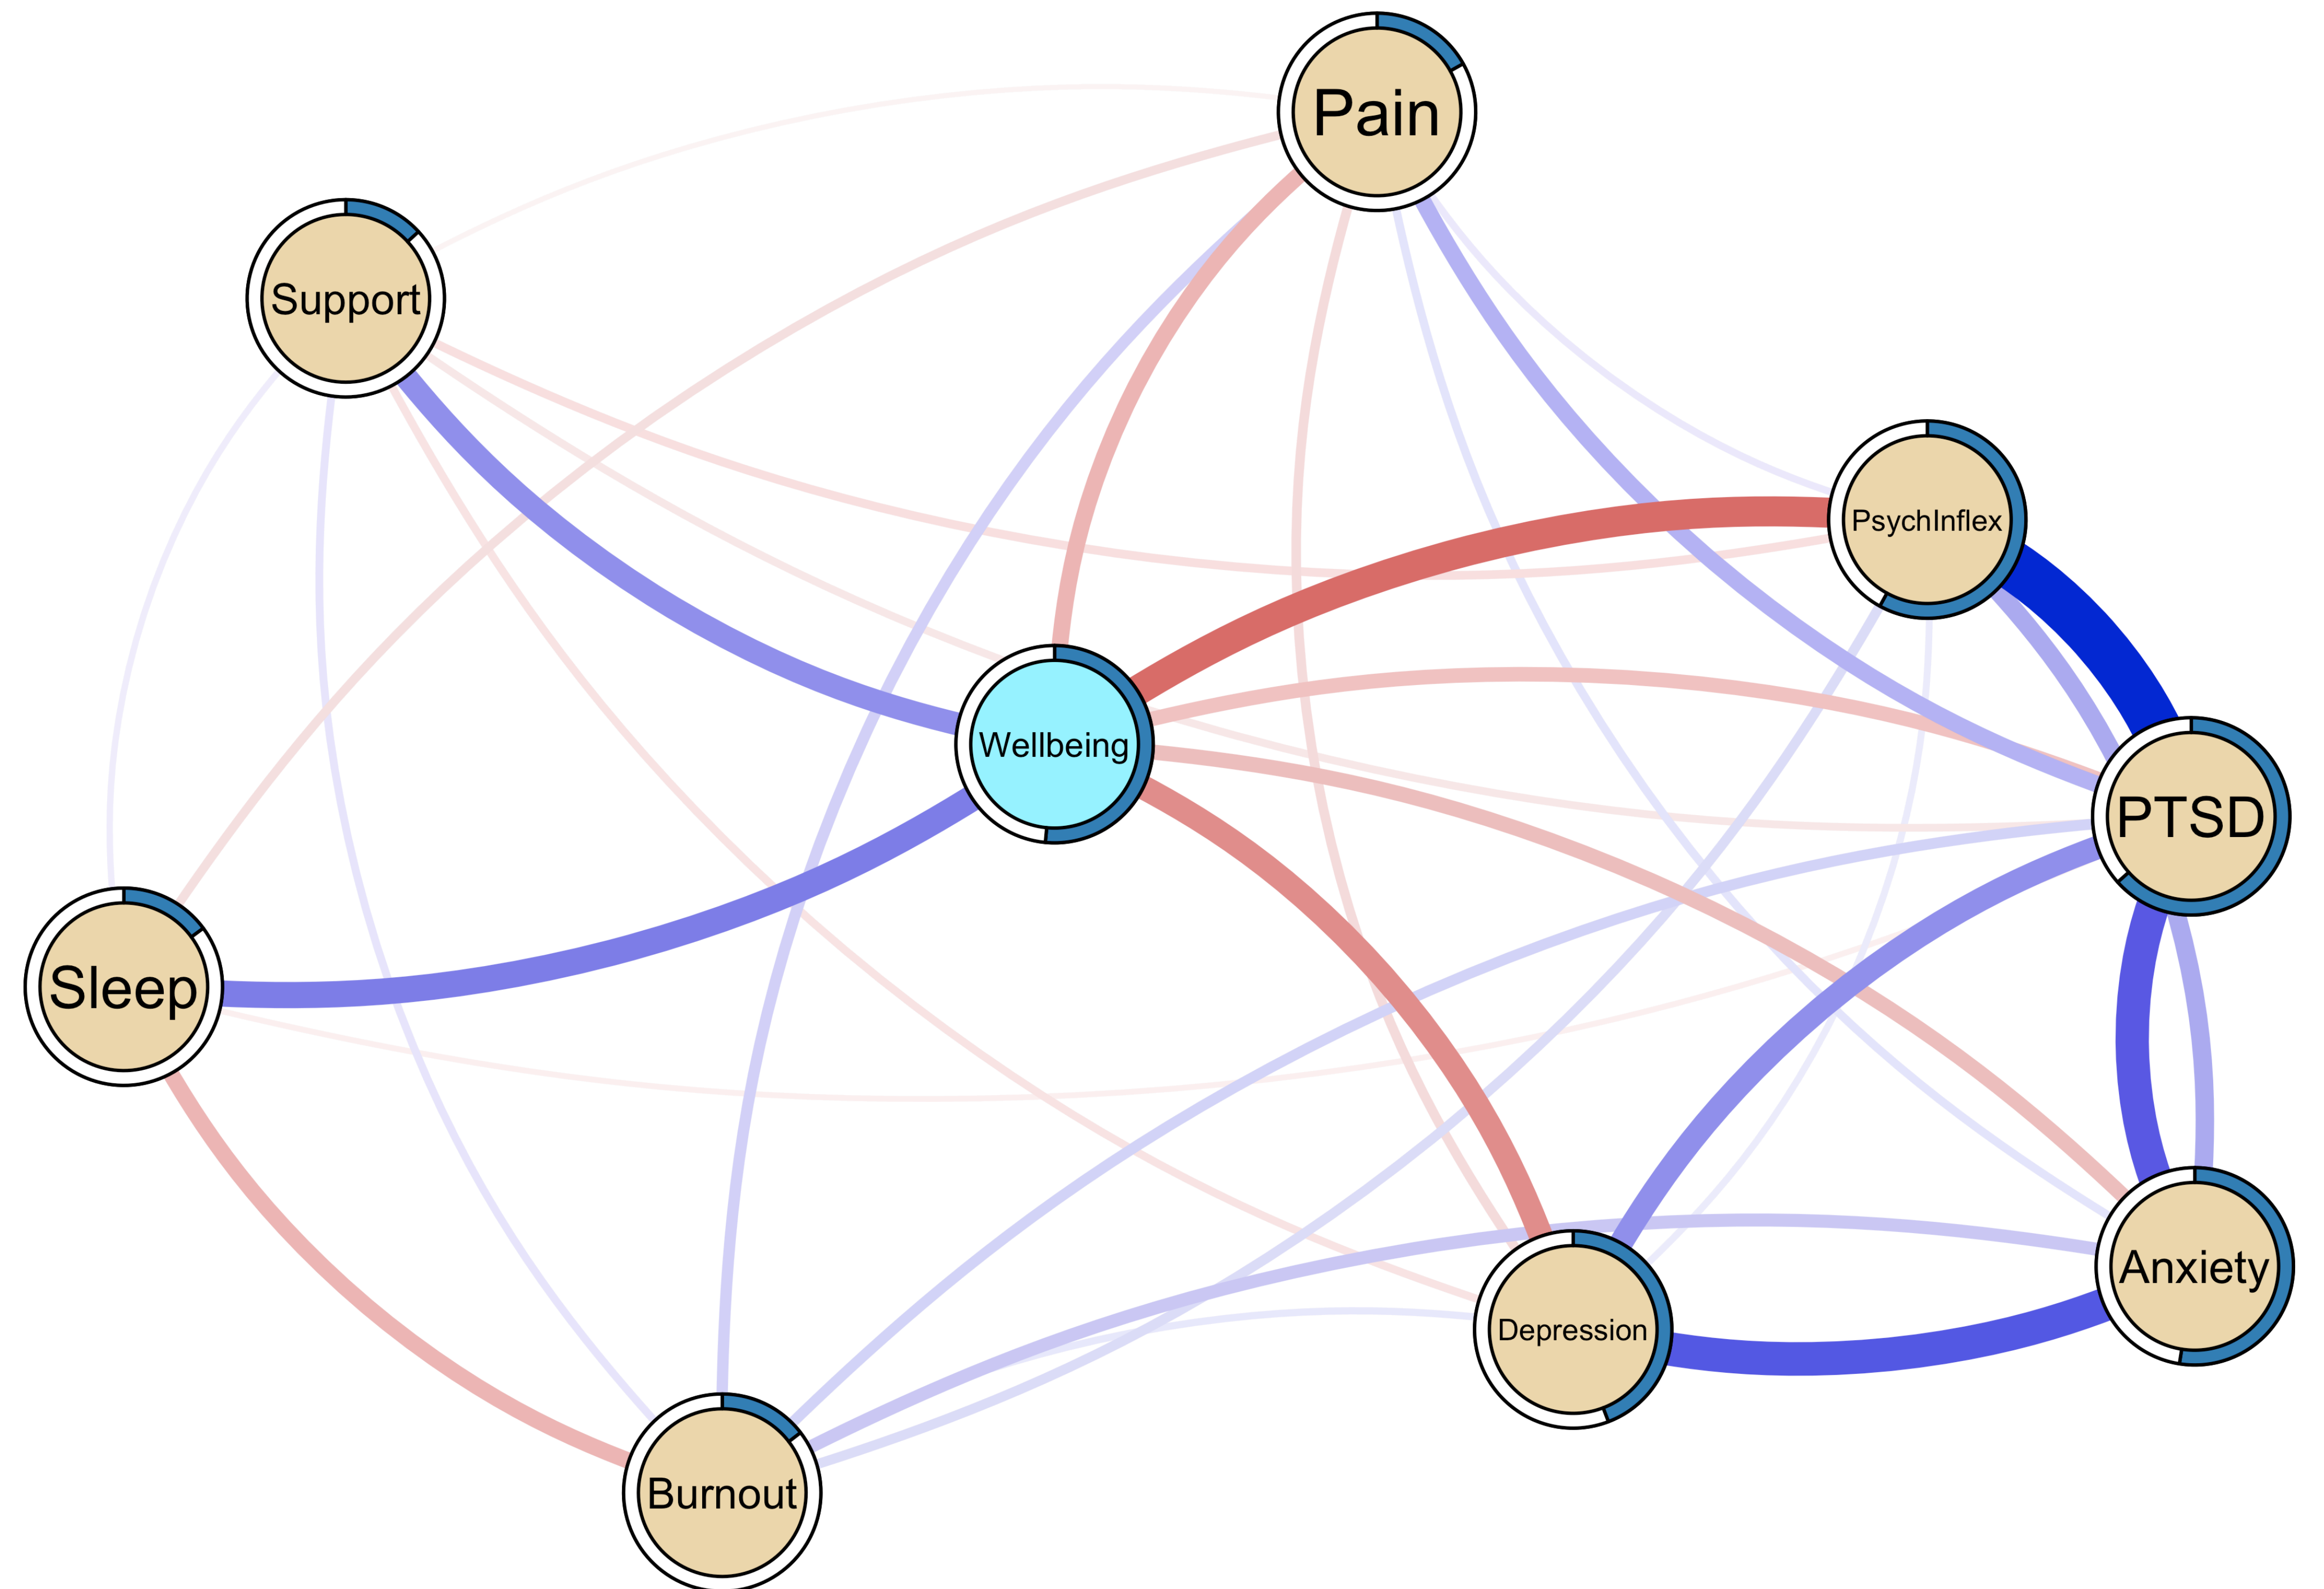 Pain
Support
PsychInflex
Wellbeing
PTSD
Sleep
Anxiety
Depression
Burnout